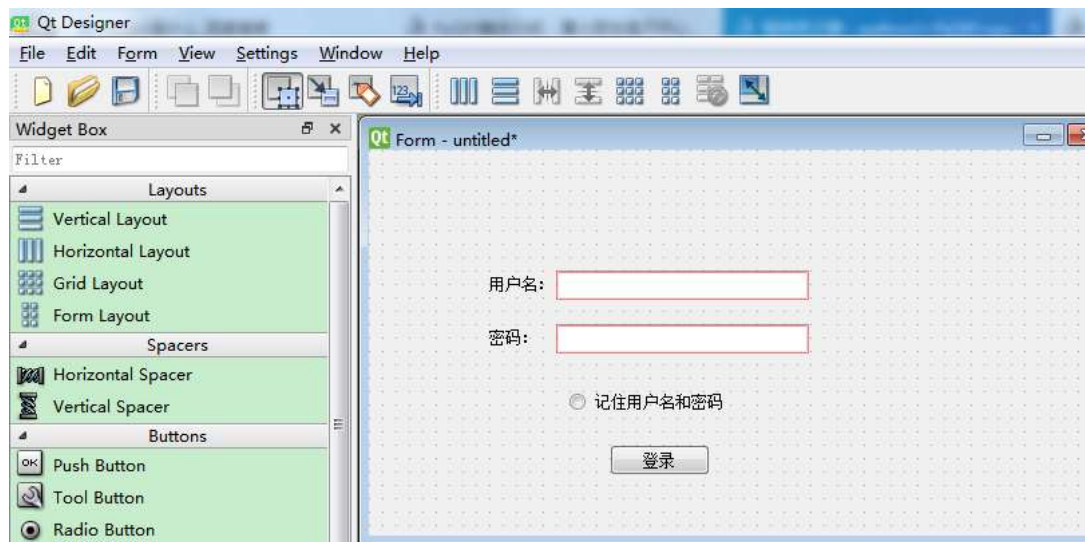 Qt Designer
File Edit Form View Settings Window Help
Widget Box
Filter
Layouts
Vertical Layout
Horizontal Layout
Grid Layout
Form Layout
Spacers
Horizontal Spacer
Vertical Spacer
Buttons
OK Push Button
Tool Button
Radio Button
Qt Form - untitled*
用户名：
密码：
记住用户名和密码
登录